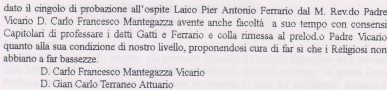 dato il cingolo di probazione all'ospite Laico Pier Antonio Ferrario dal M. Rev.do Padre
Vicario D. Carlo Francesco Mantegazza avente anche facoltà a suo tempo con consensi
Capitolari di professare i detti Gatti e Ferrario e colla rimessa al prelod.o Padre Vicario
quanto alla sua condizione di nostro livello, proponendosi cura di far si che i Religiosi non
abbiano a far bassezze.
D. Carlo Francesco Mantegazza Vicario
D. Gian Carlo Terraneo Attuario